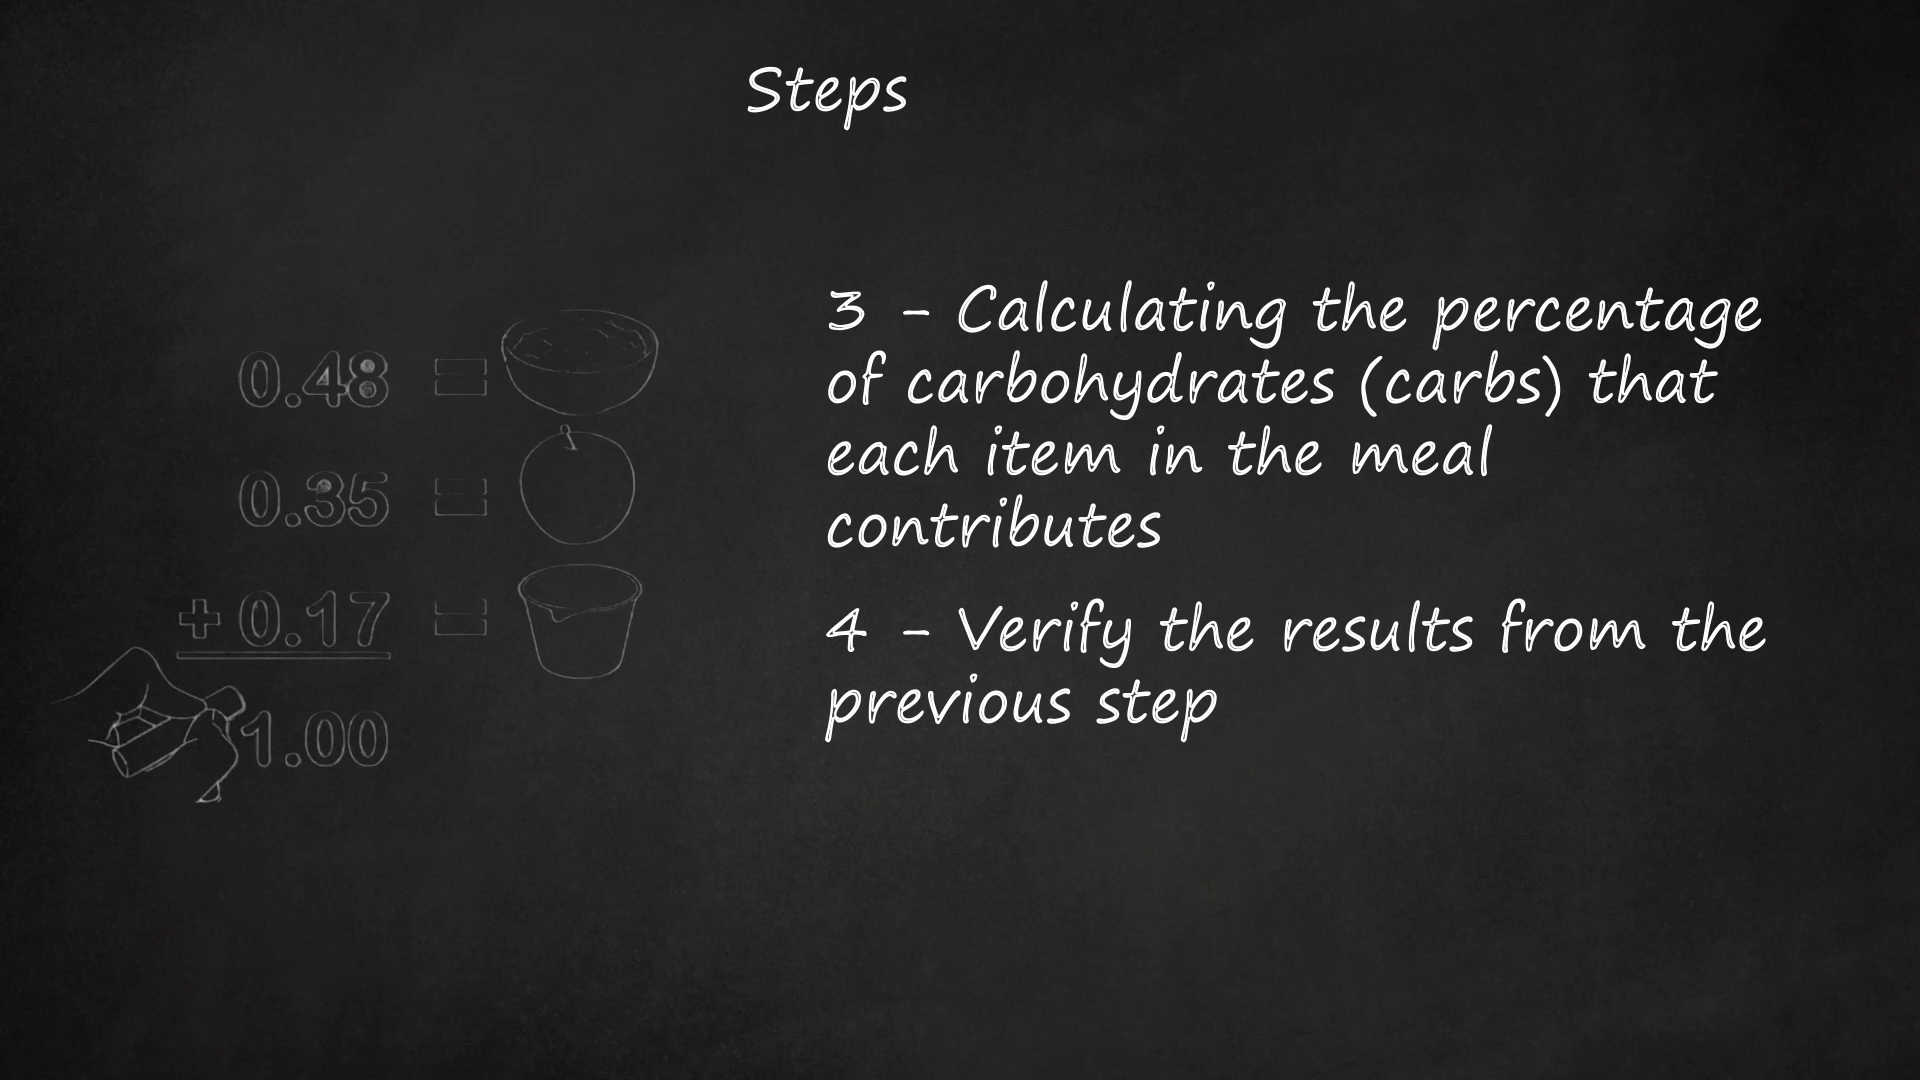 Steps
0.48 =
0.35 =
+ 0.17 =
1.00
3 - Calculating the percentage
of carbohydrates (carbs) that
each item in the meal
contributes
4 - Verify the results from the
previous step